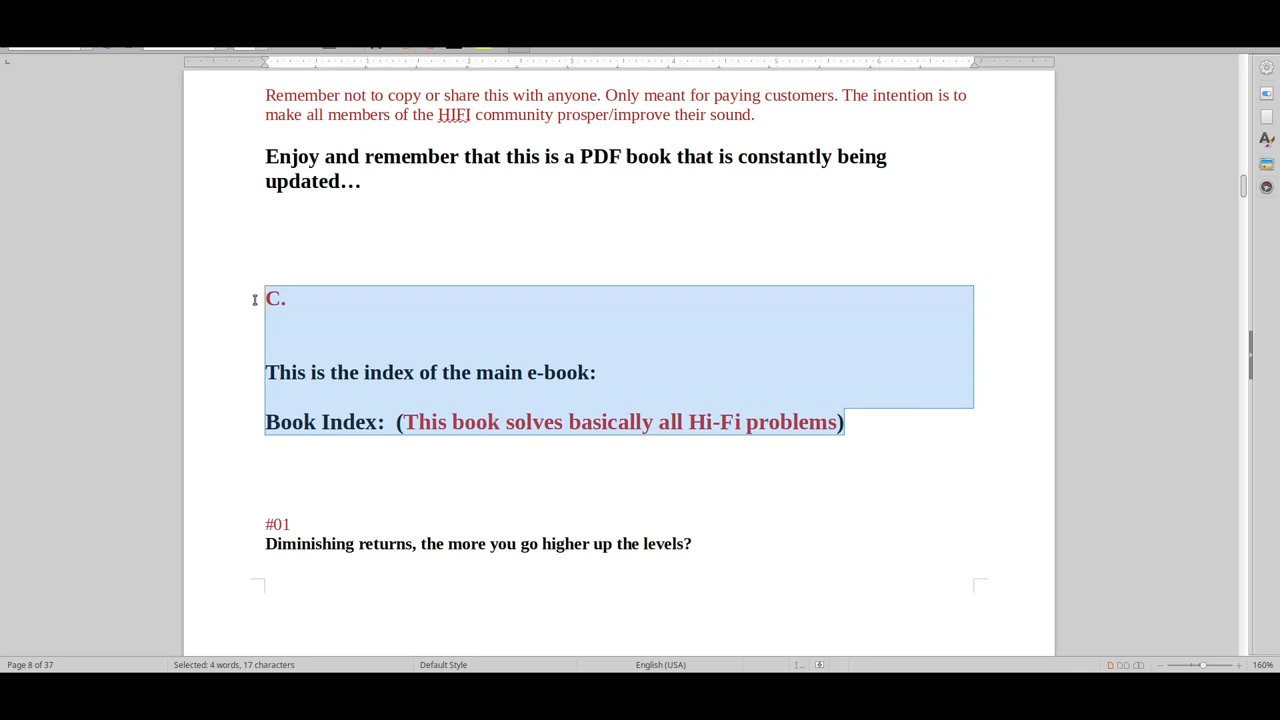 Remember not to copy or share this with anyone. Only meant for paying customers. The intention is to
make all members of the HIFI community prosper/improve their sound.
Enjoy and remember that this is a PDF book that is constantly being
updated…
C.
This is the index of the main e-book:
Book Index:  (This book solves basically all Hi-Fi problems)
#01
Diminishing returns, the more you go higher up the levels?
Page 8 of 37
Selected: 4 words, 17 characters
Default Style
English (USA)
160%